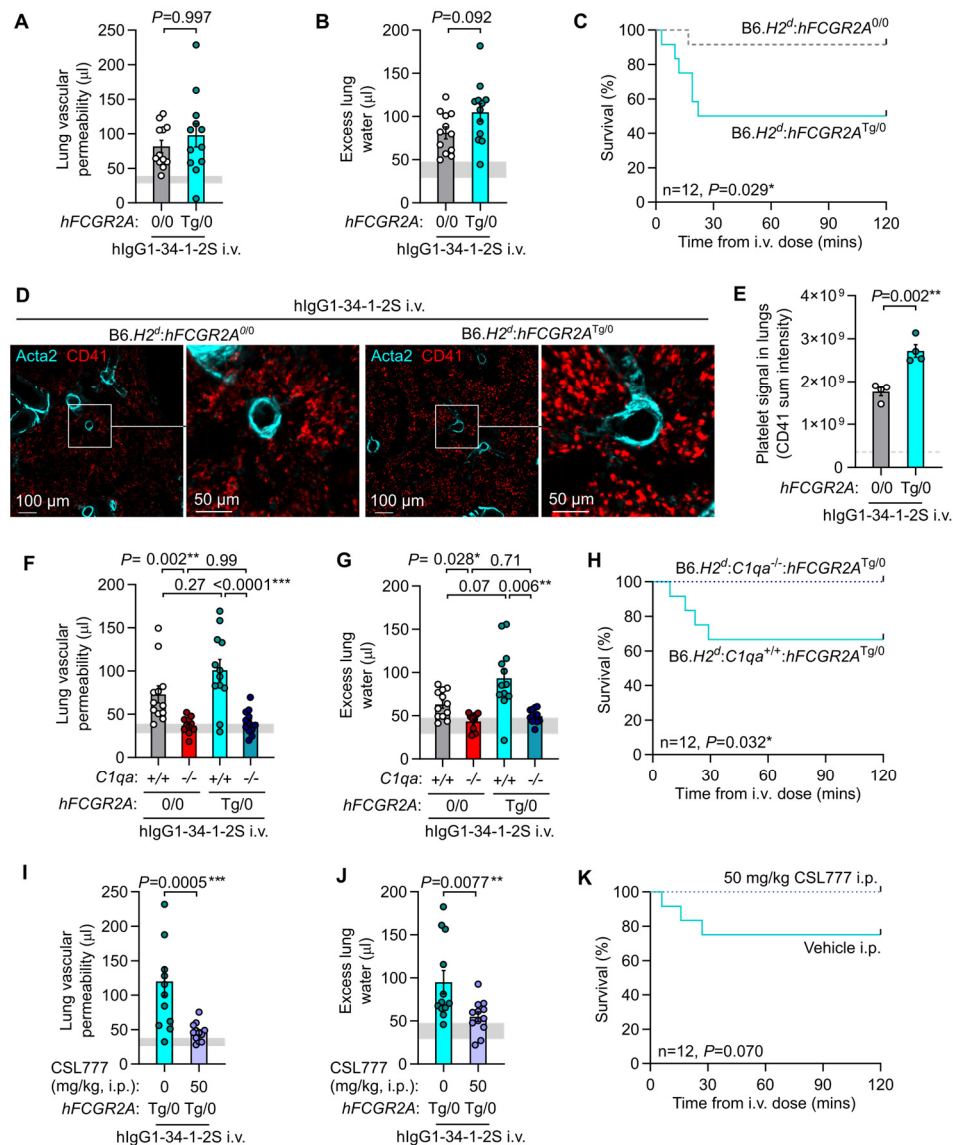 A
P=0.997
Lung vascular
permeability (µl)
250
200
150
100
50
0
hFCGR2A: 0/0 Tg/0
hIgG1-34-1-2S i.v.
B
P=0.092
Excess lung
water (µl)
200
150
100
50
0
hFCGR2A: 0/0 Tg/0
hIgG1-34-1-2S i.v.
C
B6.H2ᵈ:hFCGR2A⁰ᐟ⁰
Survival (%)
100
80
60
40
20
0
B6.H2ᵈ:hFCGR2Aᵀᵍᐟ⁰
n=12, P=0.029*
0 30 60 90 120
Time from i.v. dose (mins)
D
hIgG1-34-1-2S i.v.
B6.H2ᵈ:hFCGR2A⁰ᐟ⁰
B6.H2ᵈ:hFCGR2Aᵀᵍᐟ⁰
Acta2 CD41
Acta2 CD41
100 µm
50 µm
100 µm
50 µm
E
P=0.002**
Platelet signal in lungs
(CD41 sum intensity)
4×10⁹
3×10⁹
2×10⁹
1×10⁹
0
hFCGR2A: 0/0 Tg/0
hIgG1-34-1-2S i.v.
F
P= 0.002** 0.99
0.27 <0.0001***
Lung vascular
permeability (µl)
200
150
100
50
0
C1qa: +/+ -/- +/+ -/-
hFCGR2A: 0/0 Tg/0
hIgG1-34-1-2S i.v.
G
P= 0.028* 0.71
0.07 0.006**
Excess lung
water (µl)
200
150
100
50
0
C1qa: +/+ -/- +/+ -/-
hFCGR2A: 0/0 Tg/0
hIgG1-34-1-2S i.v.
H
B6.H2ᵈ:C1qa⁻ᐟ⁻:hFCGR2Aᵀᵍᐟ⁰
Survival (%)
100
80
60
40
20
0
B6.H2ᵈ:C1qa⁺ᐟ⁺:hFCGR2Aᵀᵍᐟ⁰
n=12, P=0.032*
0 30 60 90 120
Time from i.v. dose (mins)
I
P=0.0005***
Lung vascular
permeability (µl)
250
200
150
100
50
0
CSL777
(mg/kg, i.p.): 0 50
hFCGR2A: Tg/0 Tg/0
hIgG1-34-1-2S i.v.
J
P=0.0077**
Excess lung
water (µl)
200
150
100
50
0
CSL777
(mg/kg, i.p.): 0 50
hFCGR2A: Tg/0 Tg/0
hIgG1-34-1-2S i.v.
K
50 mg/kg CSL777 i.p.
Survival (%)
100
80
60
40
20
0
Vehicle i.p.
n=12, P=0.070
0 30 60 90 120
Time from i.v. dose (mins)